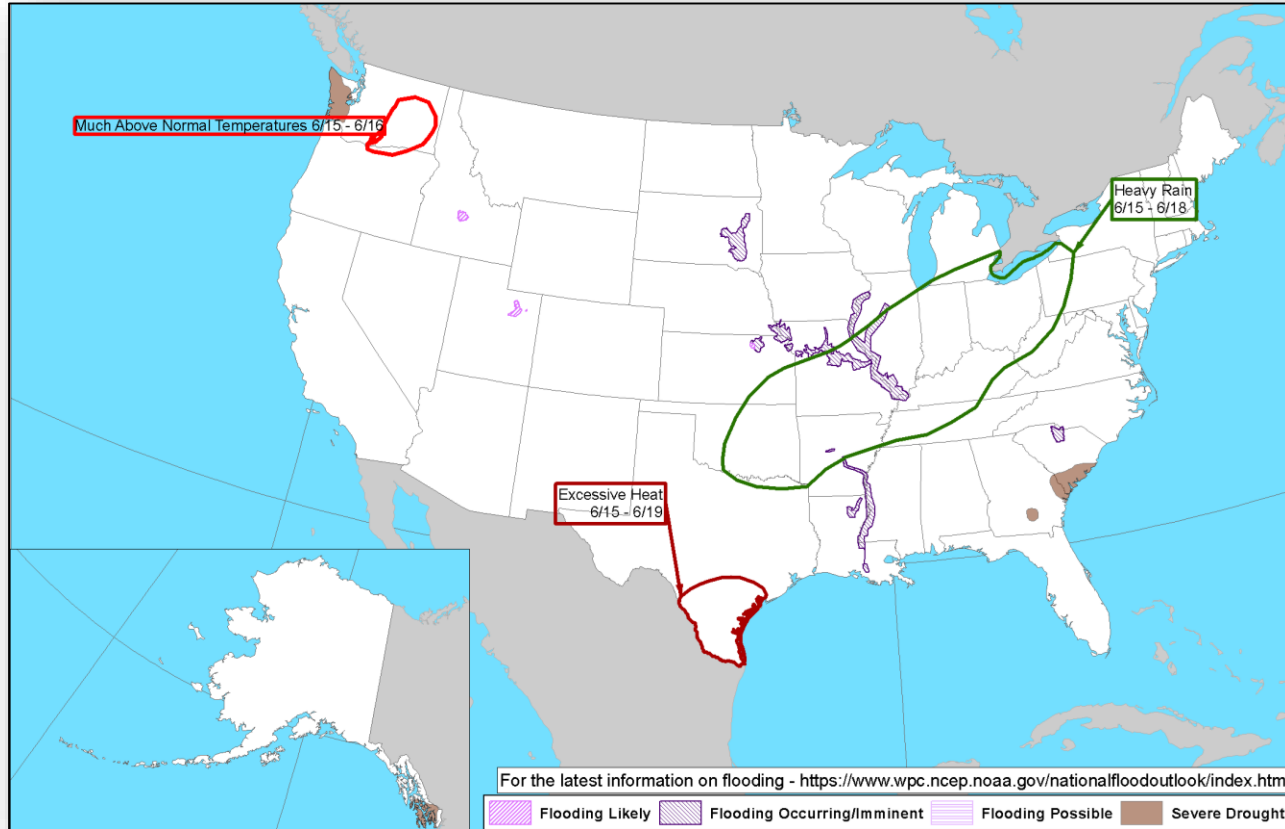 Much Above Normal Temperatures 6/15 - 6/16
Heavy Rain
6/15 - 6/18
Excessive Heat
6/15 - 6/19
For the latest information on flooding - https://www.wpc.ncep.noaa.gov/nationalfloodoutlook/index.htm
Flooding Likely
Flooding Occurring/Imminent
Flooding Possible
Severe Drough